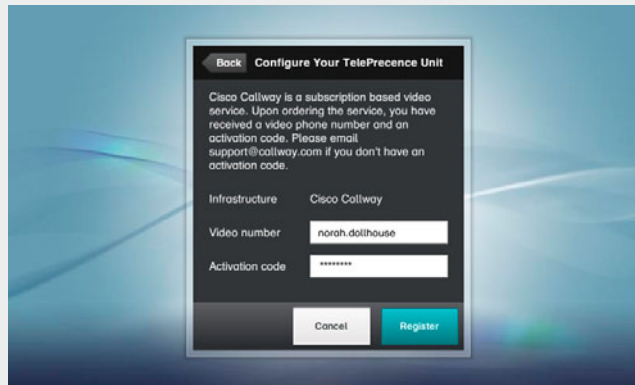 Back
Configure Your TelePrecence Unit
Cisco Callway is a subscription based video
service. Upon ordering the service, you have
received a video phone number and an
activation code. Please email
support@callway.com if you don't have an
activation code.
Infrastructure Cisco Callway
Video number norah.dollhouse
Activation code ********
Cancel Register